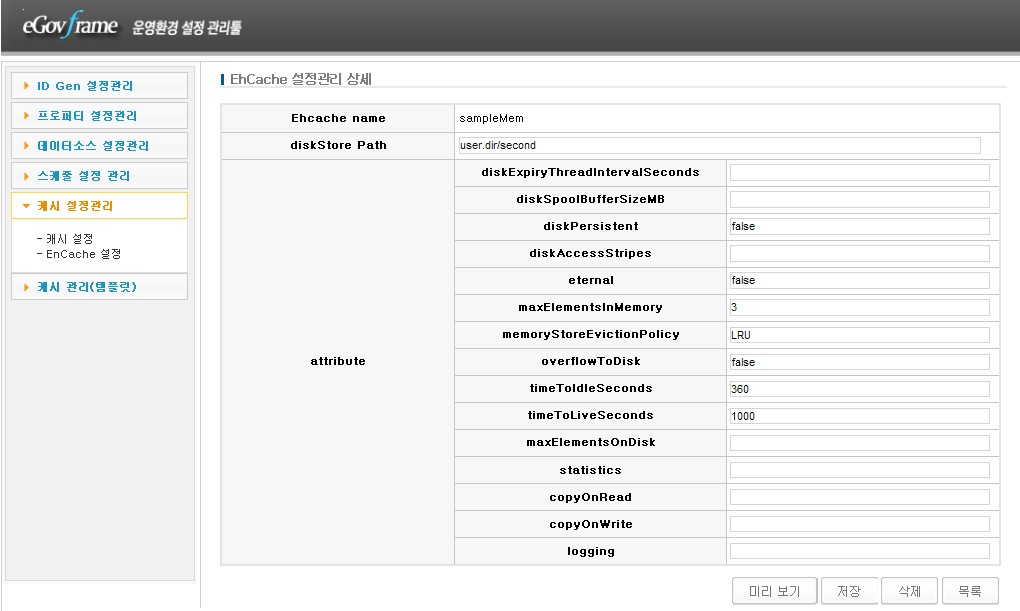 eGovframe 운영환경 설정 관리툴
ID Gen 설정관리
프로퍼티 설정관리
데이터소스 설정관리
스케줄 설정 관리
캐시 설정관리
- 캐시 설정
- EnCache 설정
캐시 관리(템플릿)
EhCache 설정관리 상세
Ehcache name sampleMem
diskStore Path user.dir/second
attribute
diskExpiryThreadIntervalSeconds
diskSpoolBufferSizeMB
diskPersistent false
diskAccessStripes
eternal false
maxElementsInMemory 3
memoryStoreEvictionPolicy LRU
overflowToDisk false
timeToIdleSeconds 360
timeToLiveSeconds 1000
maxElementsOnDisk
statistics
copyOnRead
copyOnWrite
logging
미리 보기 저장 삭제 목록